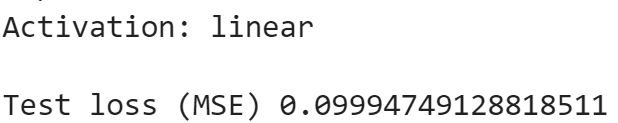 Activation: linear
Test loss (MSE) 0.09994749128818511